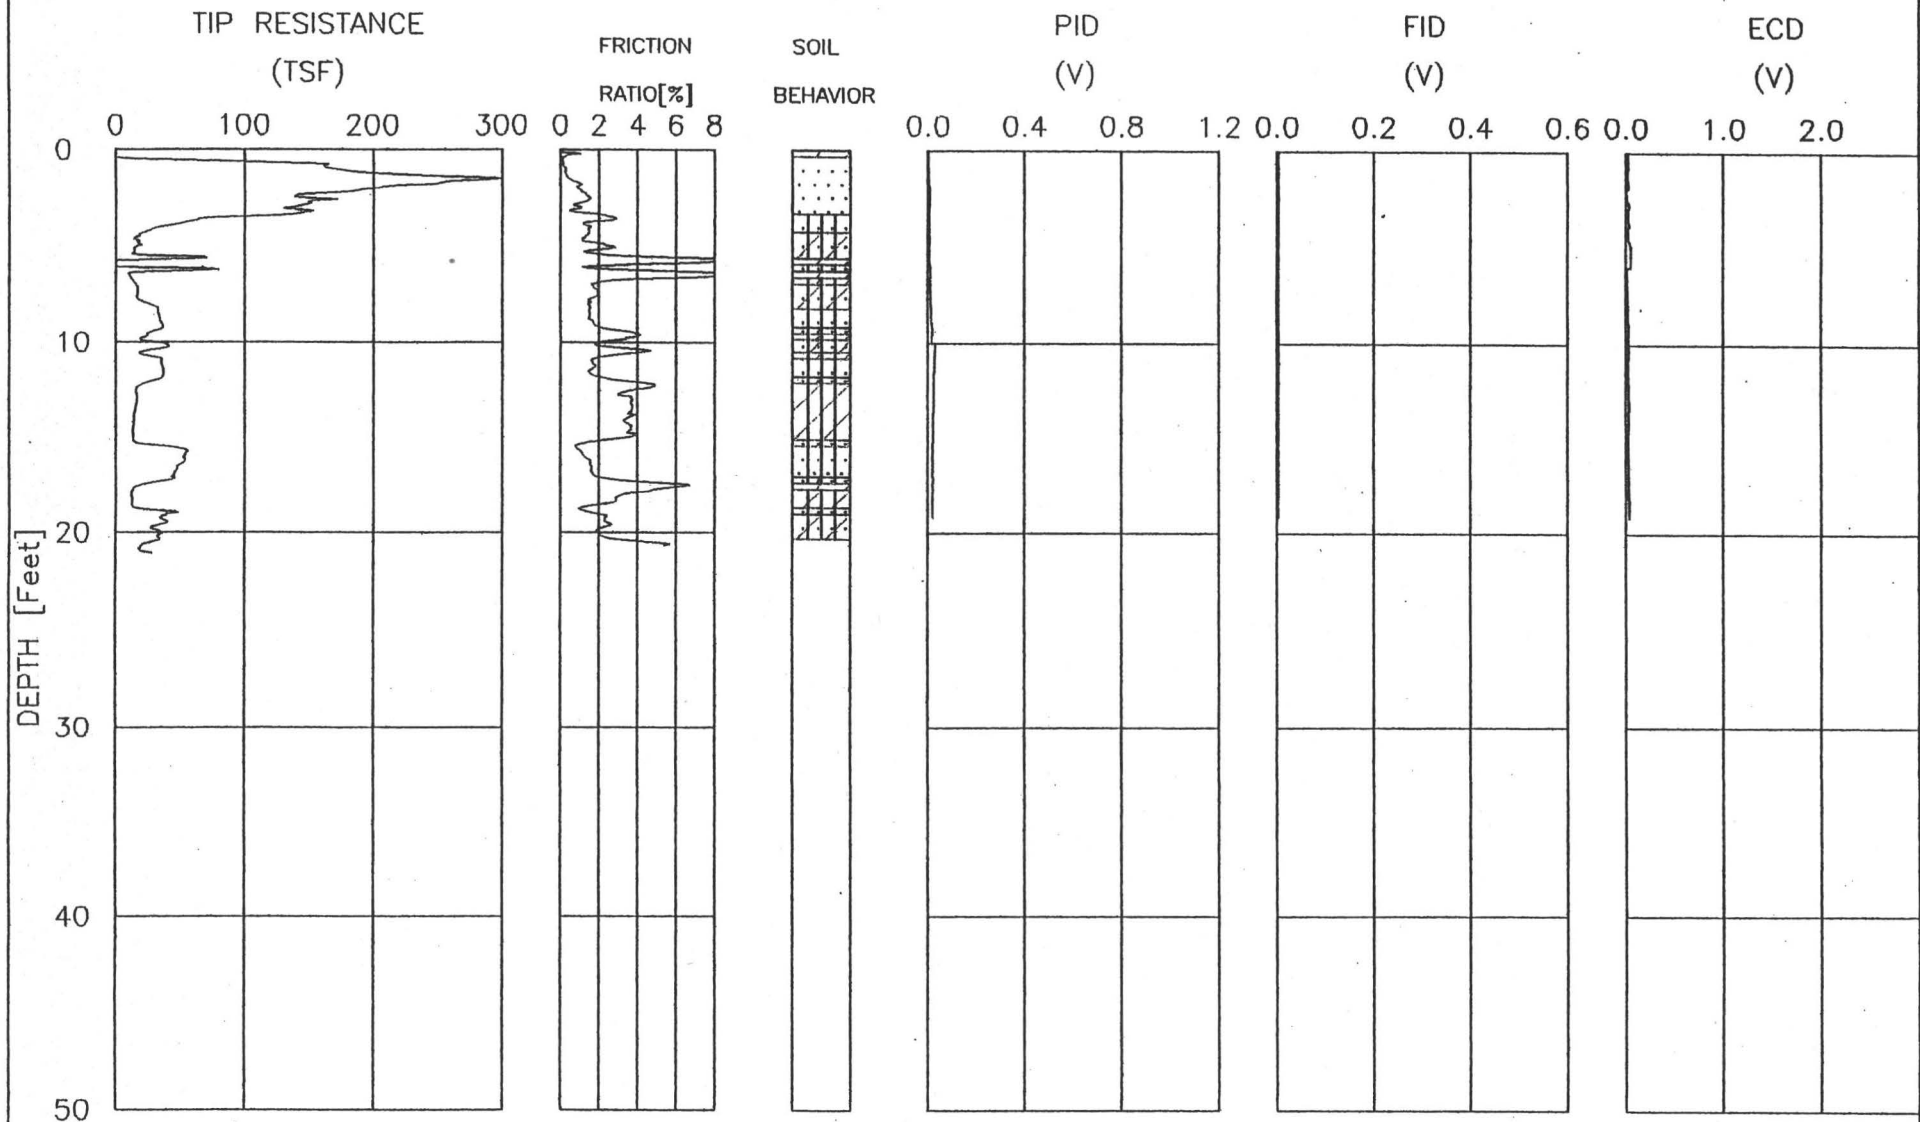 TIP RESISTANCE
(TSF)
0 100 200 300
FRICTION
RATIO[%]
0 2 4 6 8
SOIL
BEHAVIOR
PID
(V)
0.0 0.4 0.8 1.2
FID
(V)
0.0 0.2 0.4 0.6
ECD
(V)
0.0 1.0 2.0
DEPTH [Feet]
0
10
20
30
40
50